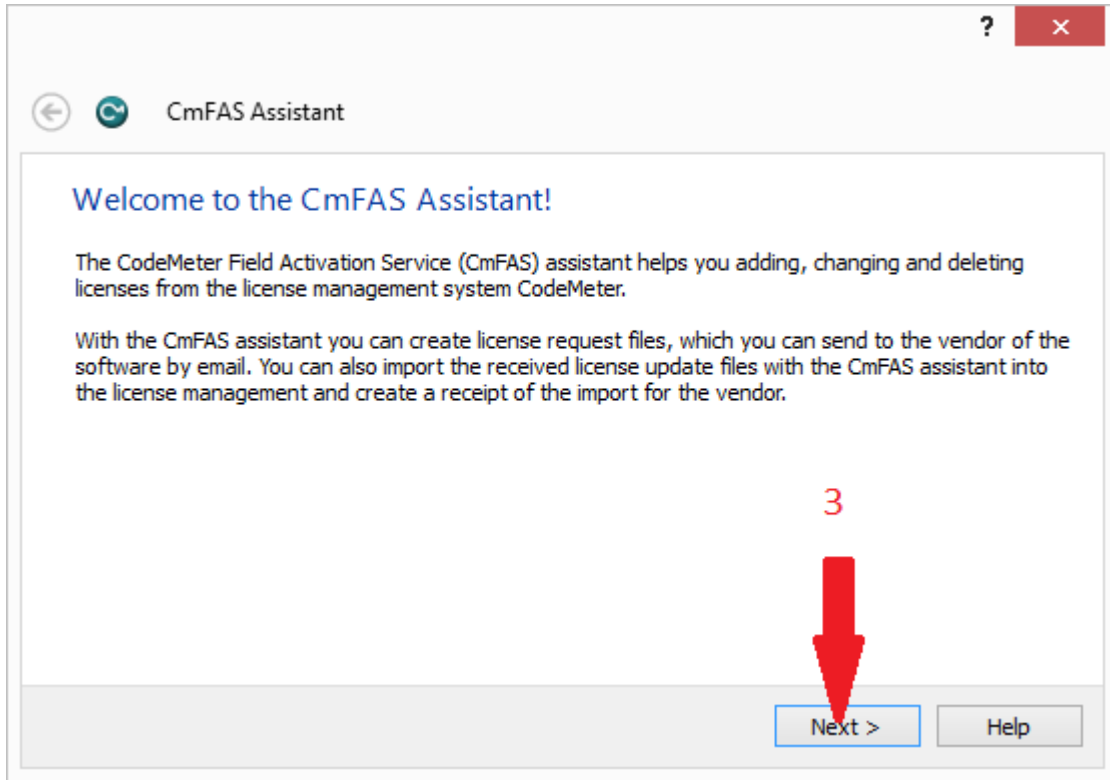 ?
CmFAS Assistant
Welcome to the CmFAS Assistant!
The CodeMeter Field Activation Service (CmFAS) assistant helps you adding, changing and deleting
licenses from the license management system CodeMeter.
With the CmFAS assistant you can create license request files, which you can send to the vendor of the
software by email. You can also import the received license update files with the CmFAS assistant into
the license management and create a receipt of the import for the vendor.
3
Next >
Help